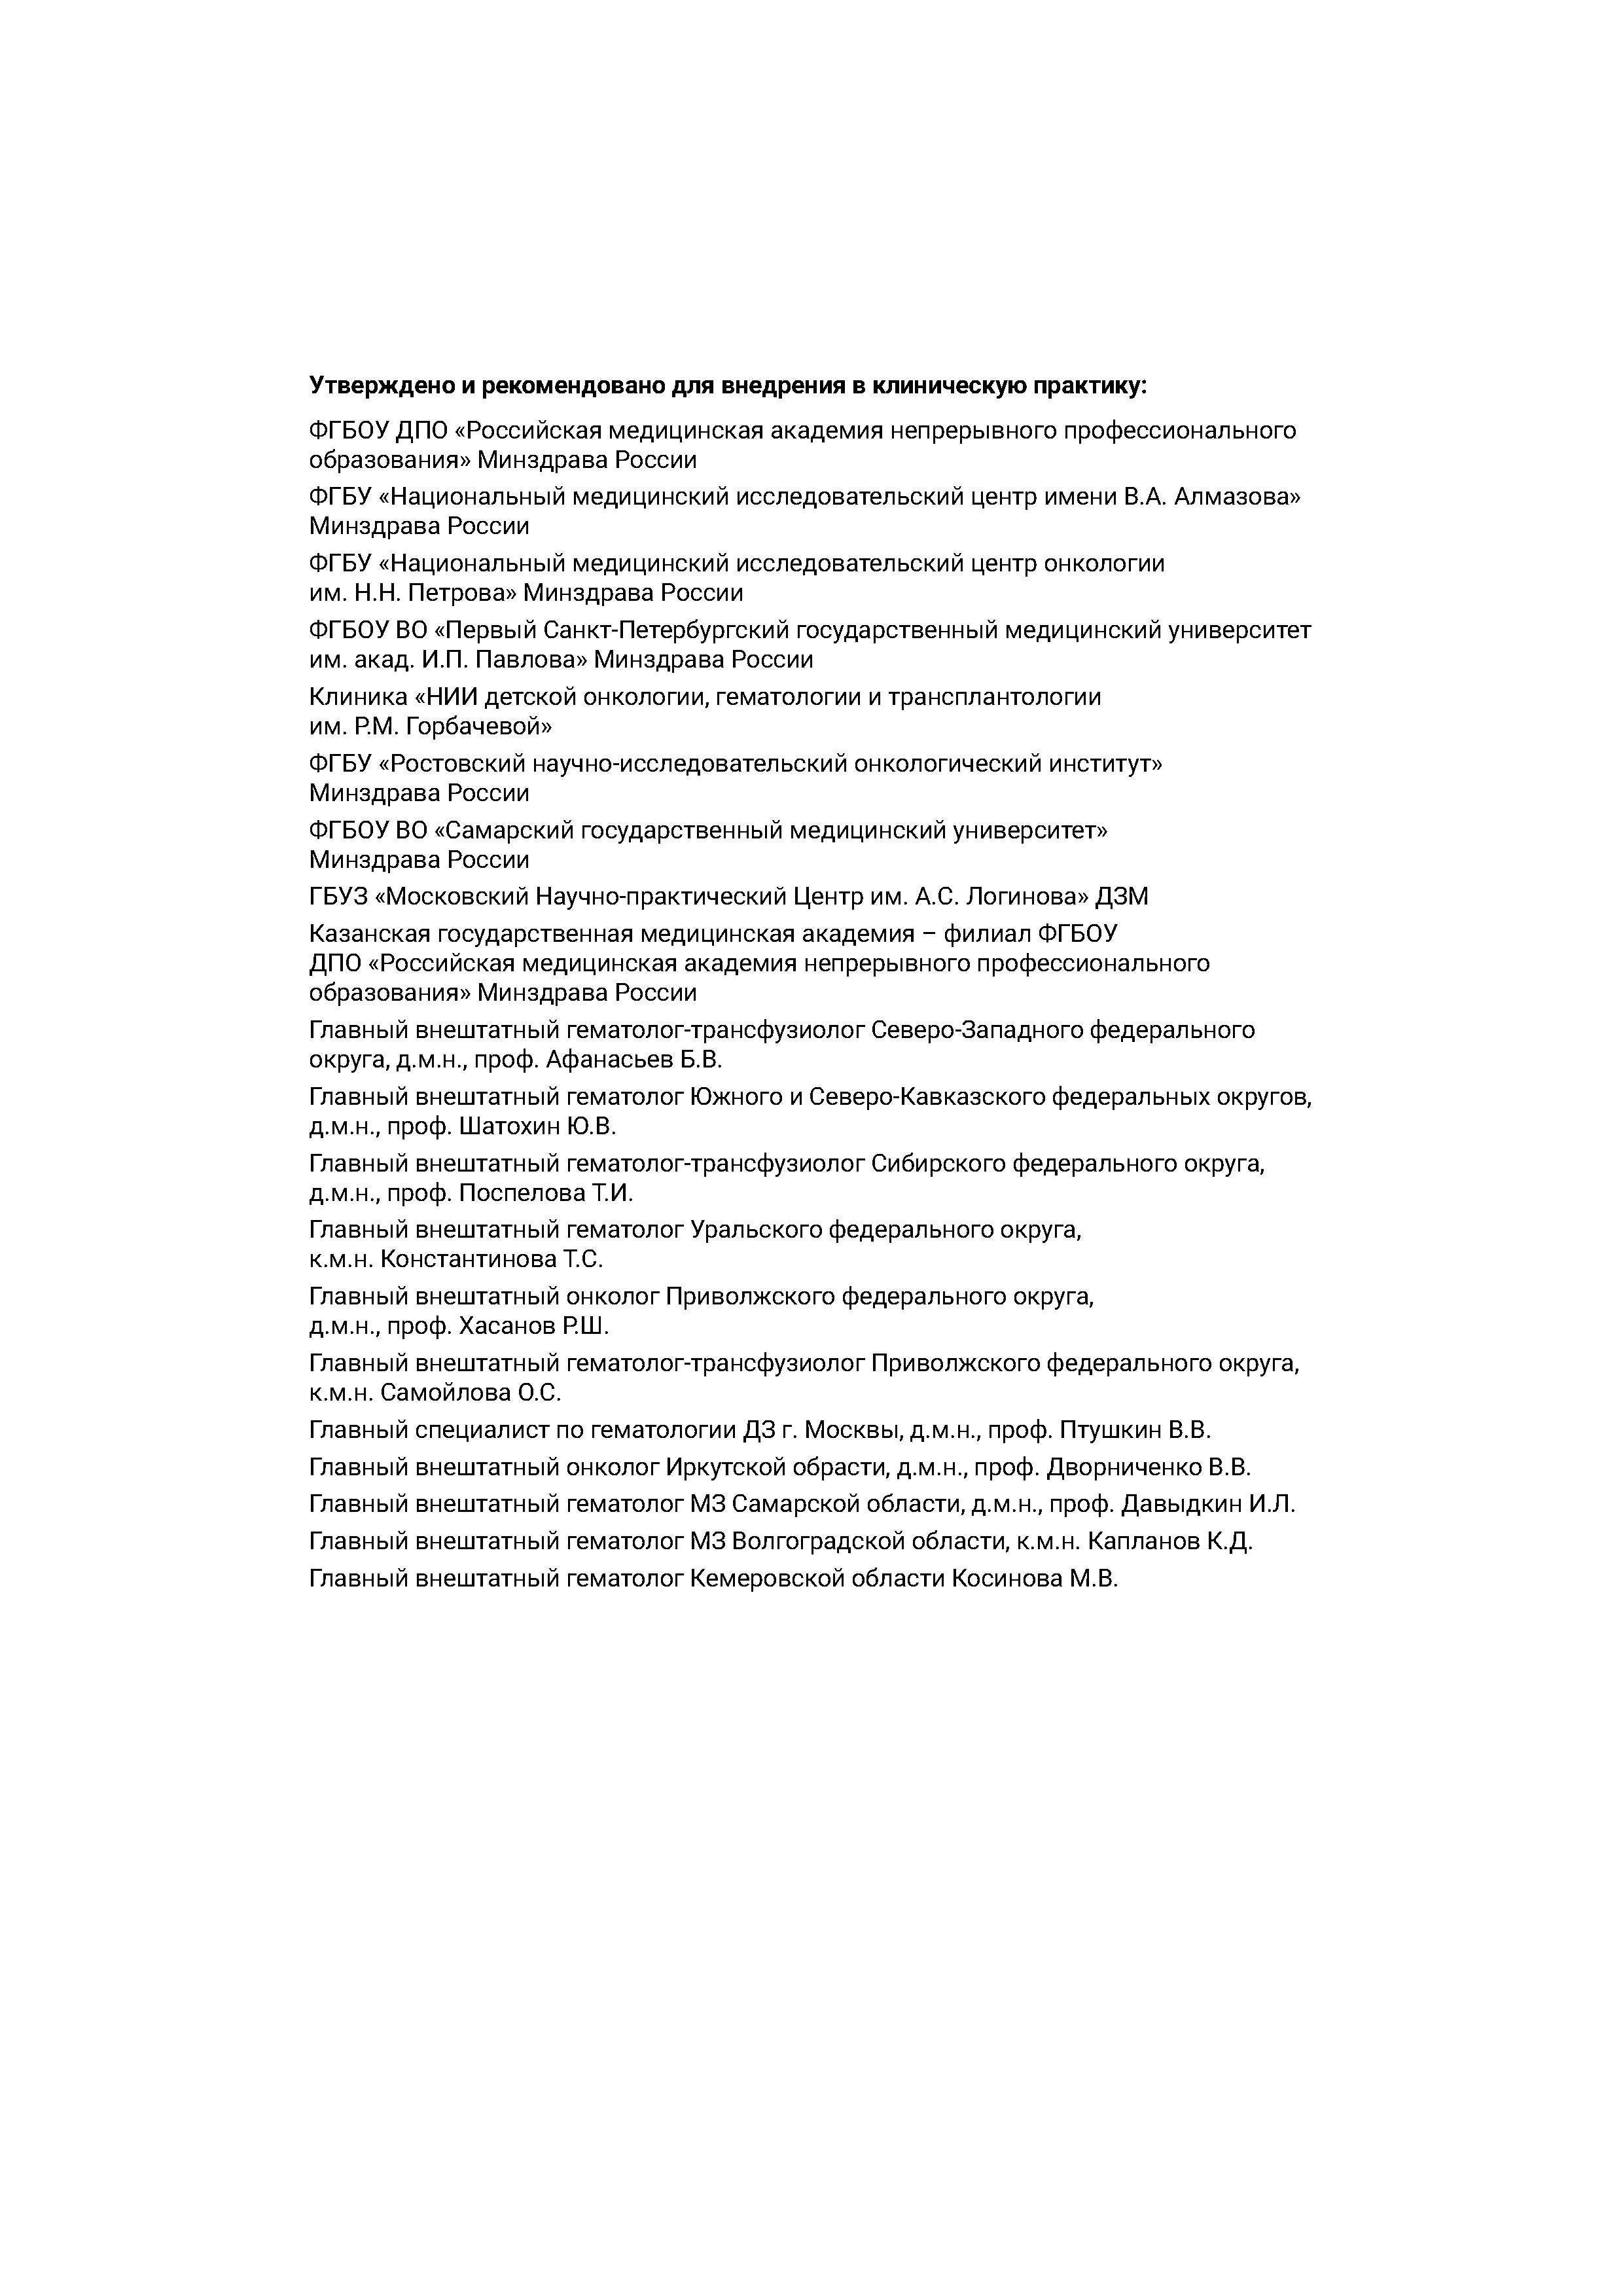 Утверждено и рекомендовано для внедрения в клиническую практику:
ФГБОУ ДПО «Российская медицинская академия непрерывного профессионального
образования» Минздрава России
ФГБУ «Национальный медицинский исследовательский центр имени В.А. Алмазова»
Минздрава России
ФГБУ «Национальный медицинский исследовательский центр онкологии
им. Н.Н. Петрова» Минздрава России
ФГБОУ ВО «Первый Санкт-Петербургский государственный медицинский университет
им. акад. И.П. Павлова» Минздрава России
Клиника «НИИ детской онкологии, гематологии и трансплантологии
им. Р.М. Горбачевой»
ФГБУ «Ростовский научно-исследовательский онкологический институт»
Минздрава России
ФГБОУ ВО «Самарский государственный медицинский университет»
Минздрава России
ГБУЗ «Московский Научно-практический Центр им. А.С. Логинова» ДЗМ
Казанская государственная медицинская академия – филиал ФГБОУ
ДПО «Российская медицинская академия непрерывного профессионального
образования» Минздрава России
Главный внештатный гематолог-трансфузиолог Северо-Западного федерального
округа, д.м.н., проф. Афанасьев Б.В.
Главный внештатный гематолог Южного и Северо-Кавказского федеральных округов,
д.м.н., проф. Шатохин Ю.В.
Главный внештатный гематолог-трансфузиолог Сибирского федерального округа,
д.м.н., проф. Поспелова Т.И.
Главный внештатный гематолог Уральского федерального округа,
к.м.н. Константинова Т.С.
Главный внештатный онколог Приволжского федерального округа,
д.м.н., проф. Хасанов Р.Ш.
Главный внештатный гематолог-трансфузиолог Приволжского федерального округа,
к.м.н. Самойлова О.С.
Главный специалист по гематологии ДЗ г. Москвы, д.м.н., проф. Птушкин В.В.
Главный внештатный онколог Иркутской обрасти, д.м.н., проф. Дворниченко В.В.
Главный внештатный гематолог МЗ Самарской области, д.м.н., проф. Давыдкин И.Л.
Главный внештатный гематолог МЗ Волгоградской области, к.м.н. Капланов К.Д.
Главный внештатный гематолог Кемеровской области Косинова М.В.